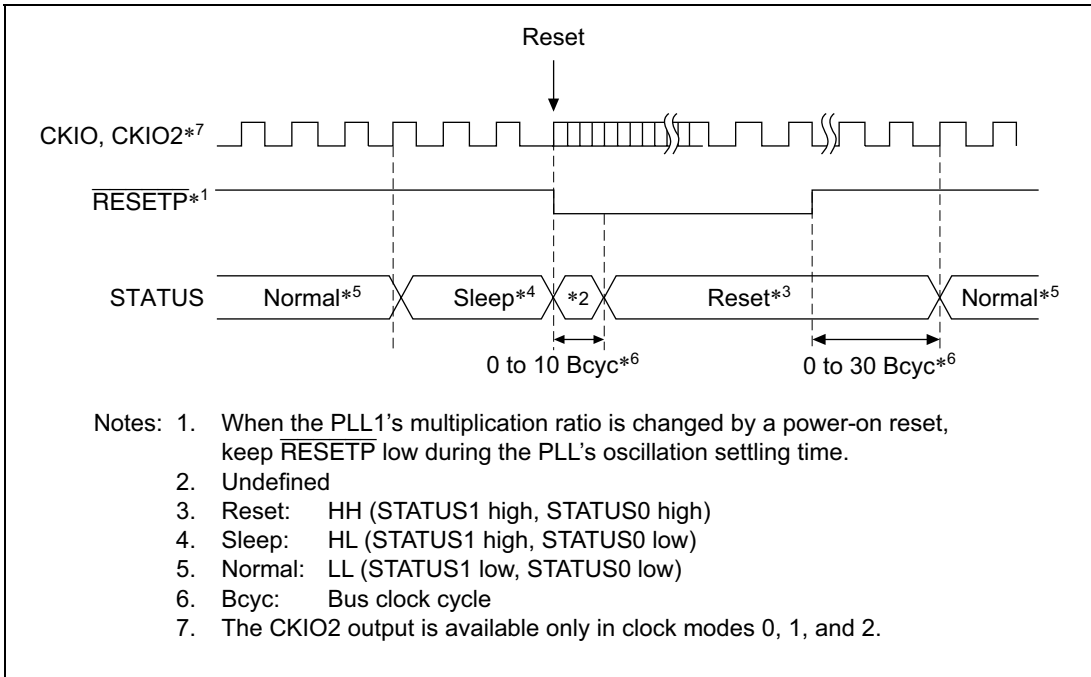 Reset
CKIO, CKIO2*7
RESETP*1
STATUS Normal*5 Sleep*4 *2 Reset*3 Normal*5
0 to 10 Bcyc*6 0 to 30 Bcyc*6
Notes: 1. When the PLL1's multiplication ratio is changed by a power-on reset,
keep RESETP low during the PLL's oscillation settling time.
2. Undefined
3. Reset: HH (STATUS1 high, STATUS0 high)
4. Sleep: HL (STATUS1 high, STATUS0 low)
5. Normal: LL (STATUS1 low, STATUS0 low)
6. Bcyc: Bus clock cycle
7. The CKIO2 output is available only in clock modes 0, 1, and 2.